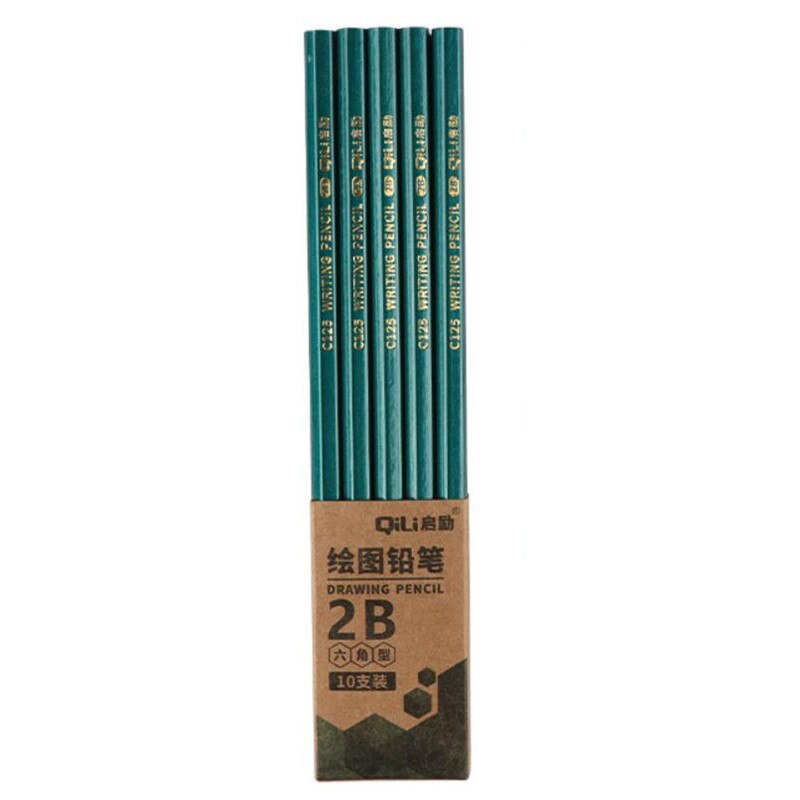 C125 WRITING PENCIL 2B QiLi启励
C125 WRITING PENCIL 2B QiLi启励
C125 WRITING PENCIL 2B QiLi启励
C125 WRITING PENCIL 2B QiLi启励
C125 WRITING PENCIL 2B QiLi启励
QiLi启励®
绘图铅笔
DRAWING PENCIL
2B
六角型
10支装